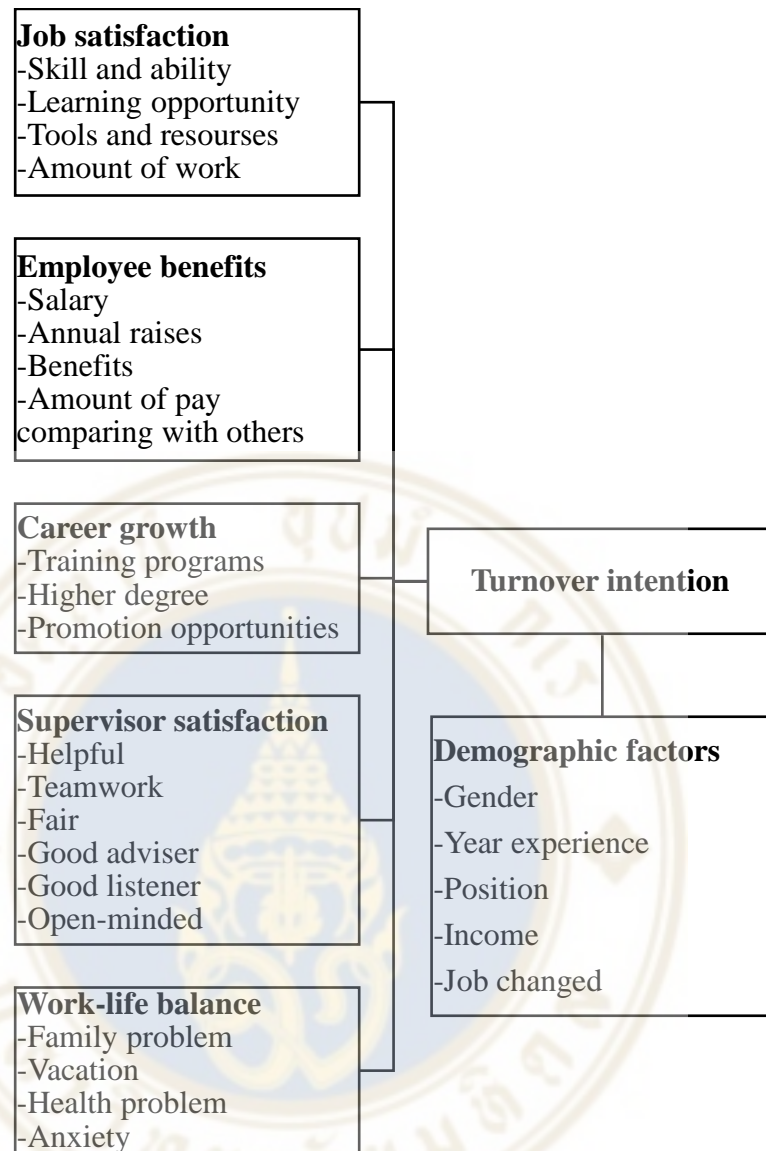 Job satisfaction
-Skill and ability
-Learning opportunity
-Tools and resourses
-Amount of work
Employee benefits
-Salary
-Annual raises
-Benefits
-Amount of pay
comparing with others
Career growth
-Training programs
-Higher degree
-Promotion opportunities
Supervisor satisfaction
-Helpful
-Teamwork
-Fair
-Good adviser
-Good listener
-Open-minded
Work-life balance
-Family problem
-Vacation
-Health problem
-Anxiety
Turnover intention
Demographic factors
-Gender
-Year experience
-Position
-Income
-Job changed